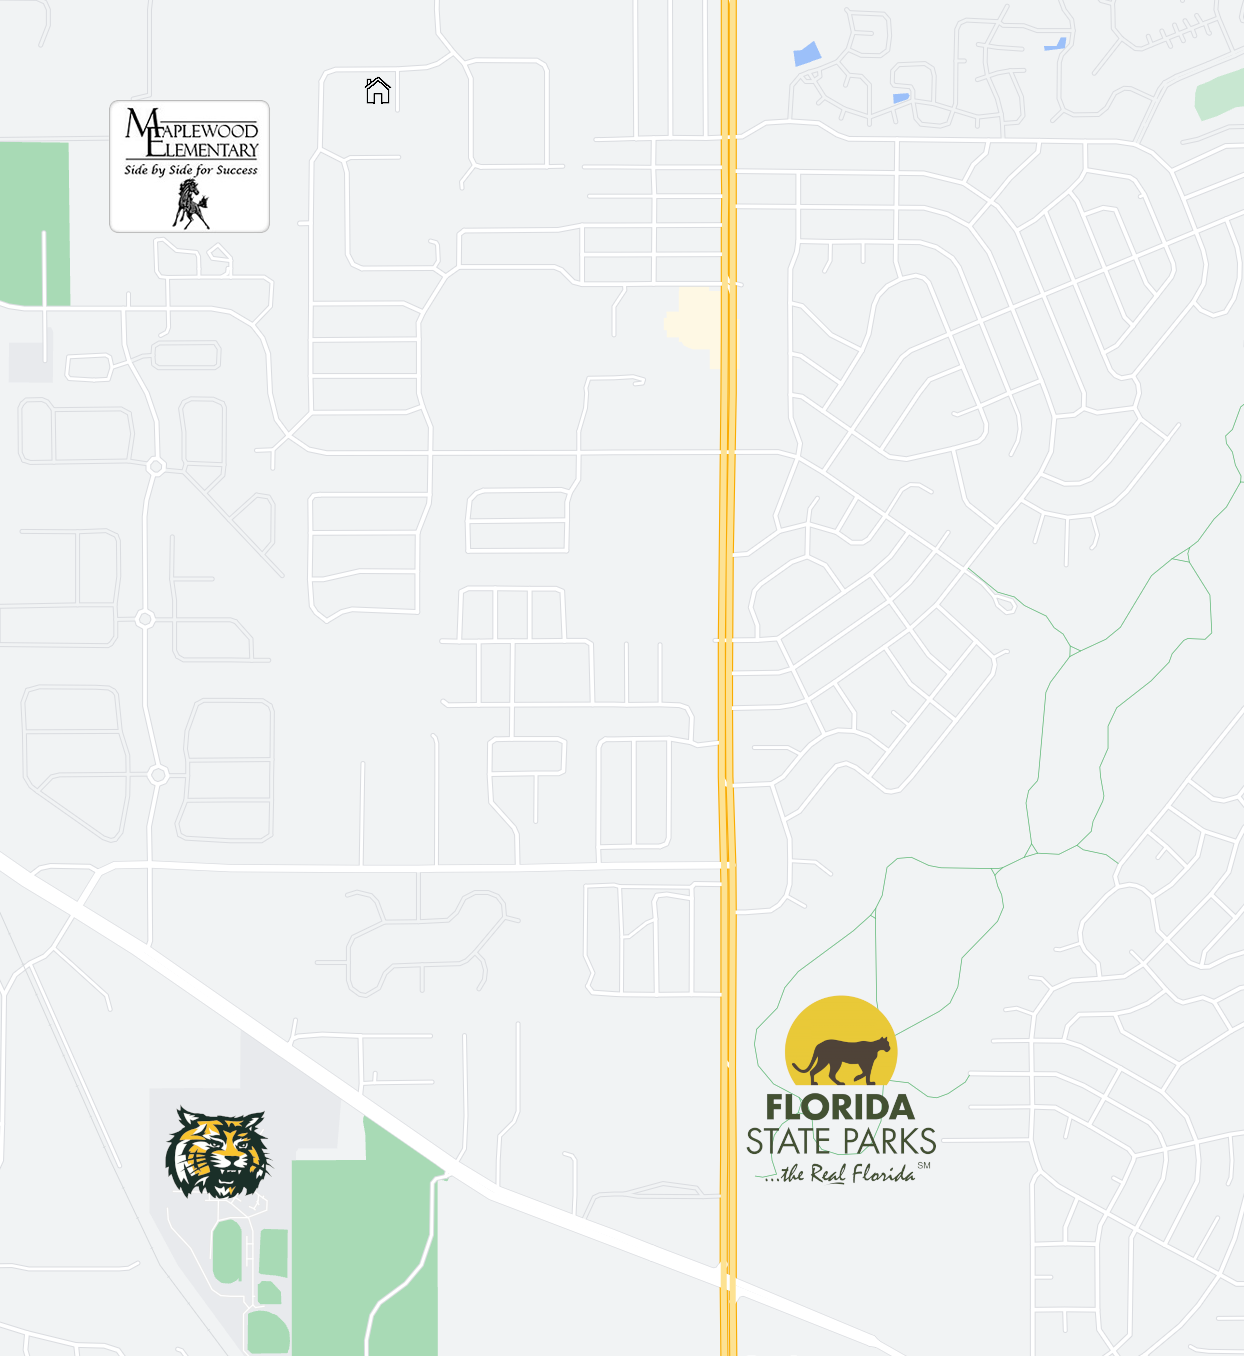 MAPLEWOOD
ELEMENTARY
Side by Side for Success
FLORIDA
STATE PARKS
...the Real Florida SM